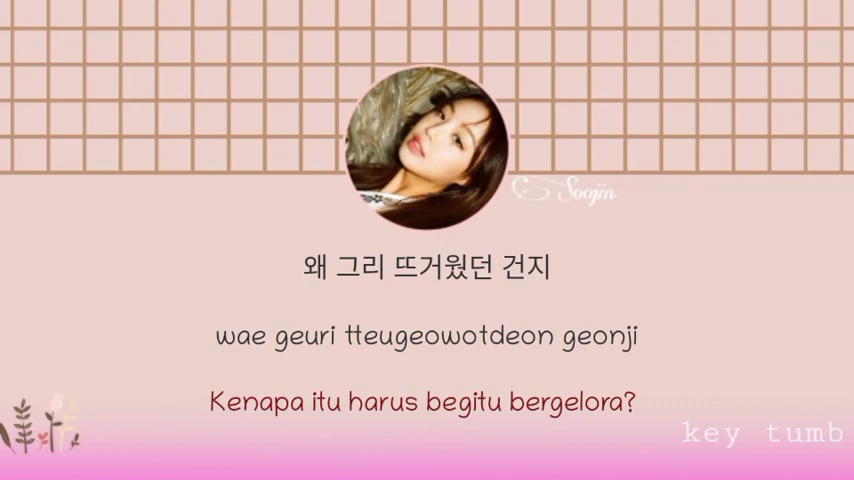 Soojin
왜 그리 뜨거웠던 건지
wae geuri tteugeowotdeon geonji
Kenapa itu harus begitu bergelora?
key tumb